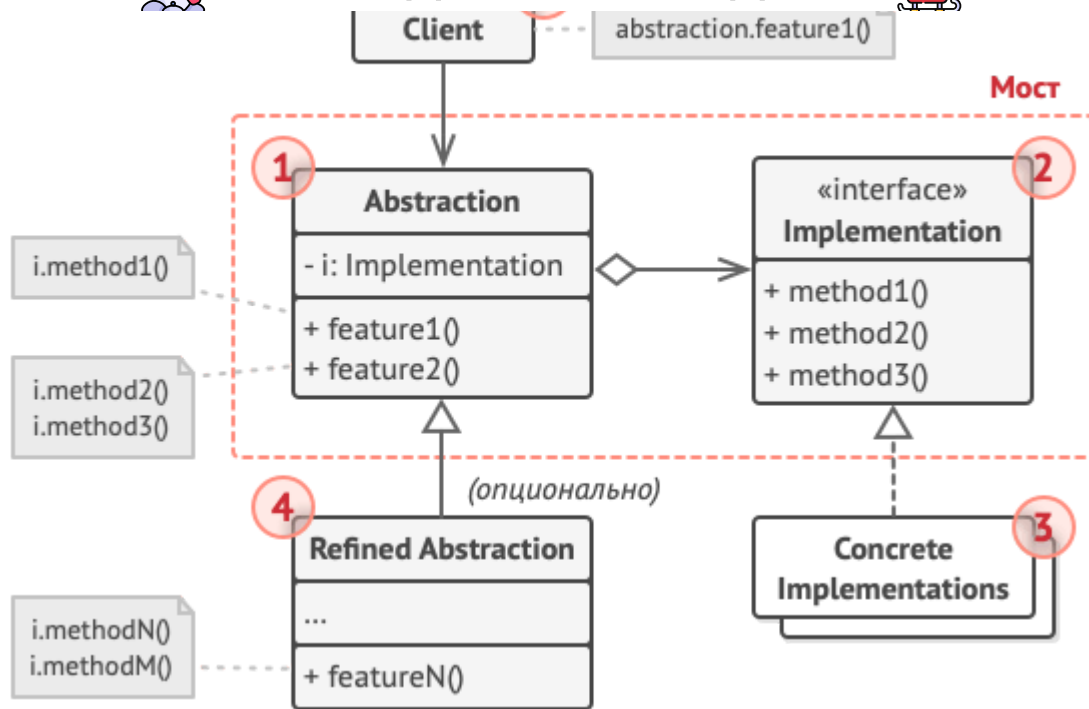 Client
abstraction.feature1()
Мост
1
Abstraction
- i: Implementation
+ feature1()
+ feature2()
2
«interface»
Implementation
+ method1()
+ method2()
+ method3()
i.method1()
i.method2()
i.method3()
(опционально)
4
Refined Abstraction
...
+ featureN()
3
Concrete
Implementations
i.methodN()
i.methodM()